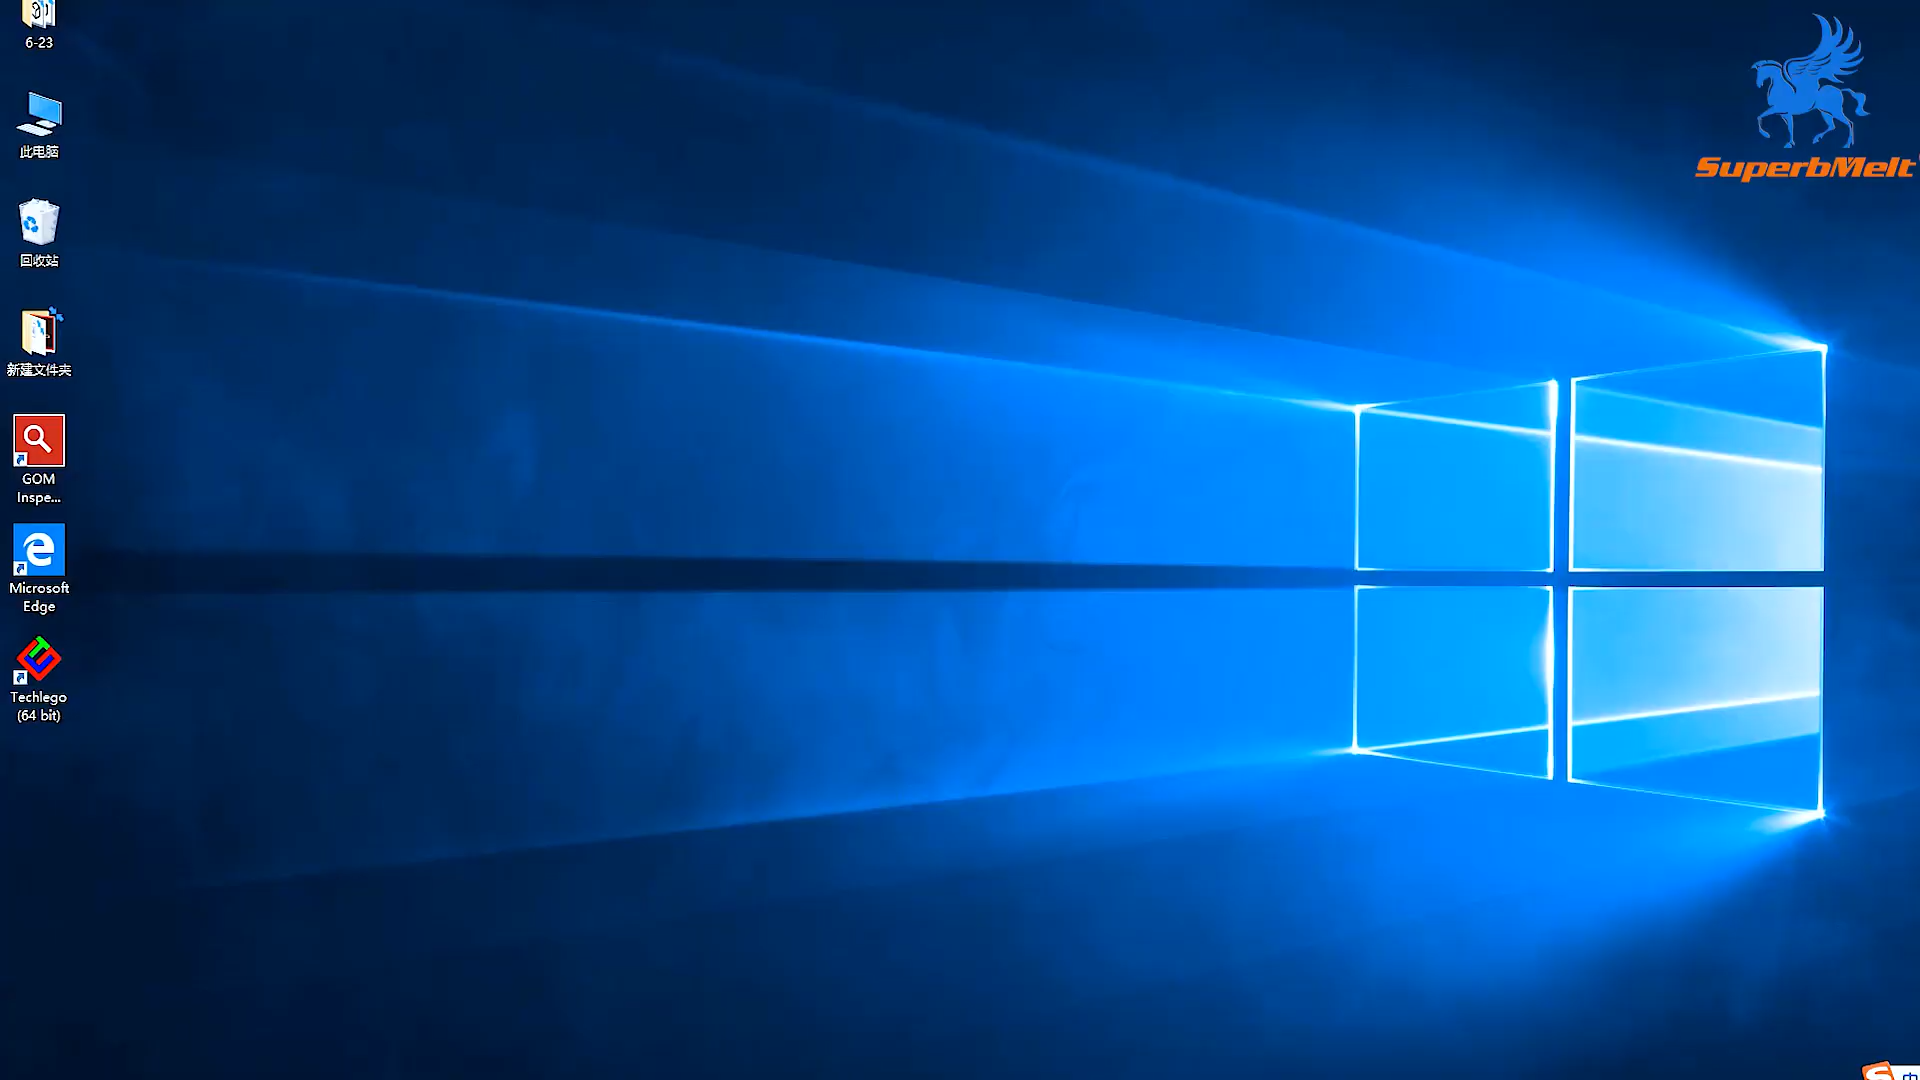 6-23
此电脑
回收站
新建文件夹
GOM
Inspe...
Microsoft
Edge
Techlego
(64 bit)
SuperbMelt
中